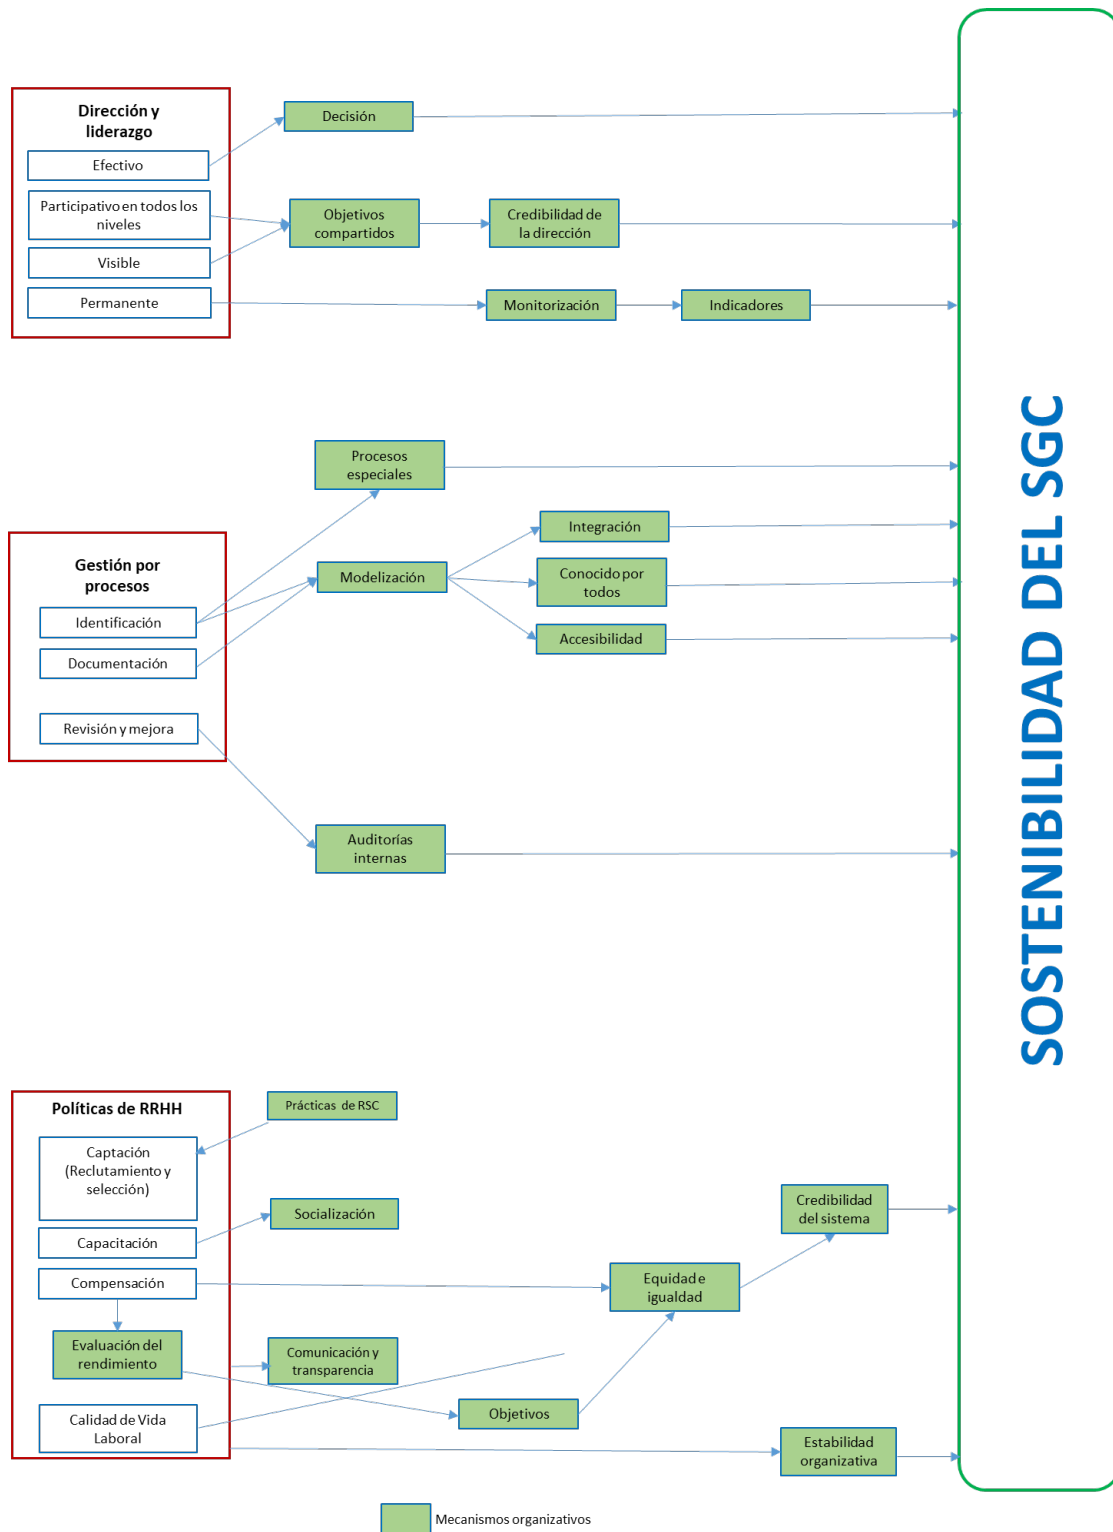 Dirección y
liderazgo
Efectivo
Participativo en todos los
niveles
Visible
Permanente
Decisión
Objetivos
compartidos
Credibilidad de
la dirección
Monitorización
Indicadores
Gestión por
procesos
Identificación
Documentación
Revisión y mejora
Procesos
especiales
Modelización
Integración
Conocido por
todos
Accesibilidad
Auditorías
internas
Políticas de RRHH
Captación
(Reclutamiento y
selección)
Capacitación
Compensación
Evaluación del
rendimiento
Calidad de Vida
Laboral
Prácticas de RSC
Socialización
Comunicación y
transparencia
Objetivos
Equidad e
igualdad
Credibilidad
del sistema
Estabilidad
organizativa
SOSTENIBILIDAD DEL SGC
Mecanismos organizativos